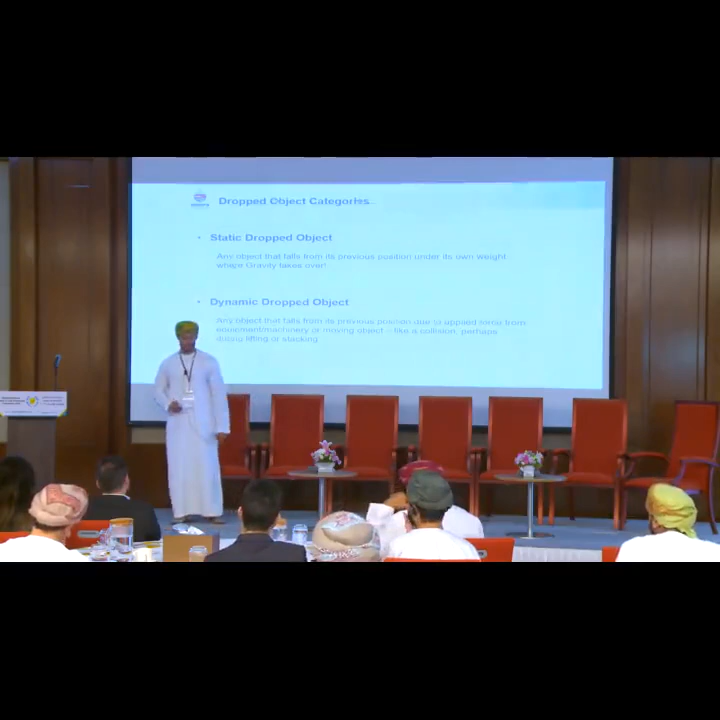 Dropped Object Categories..
• Static Dropped Object
Any object that falls from its previous position under its own weight
where Gravity takes over!
• Dynamic Dropped Object
Any object that falls from its previous position due to applied force from
equipment/machinery or moving object – like a collision, perhaps
during lifting or stacking